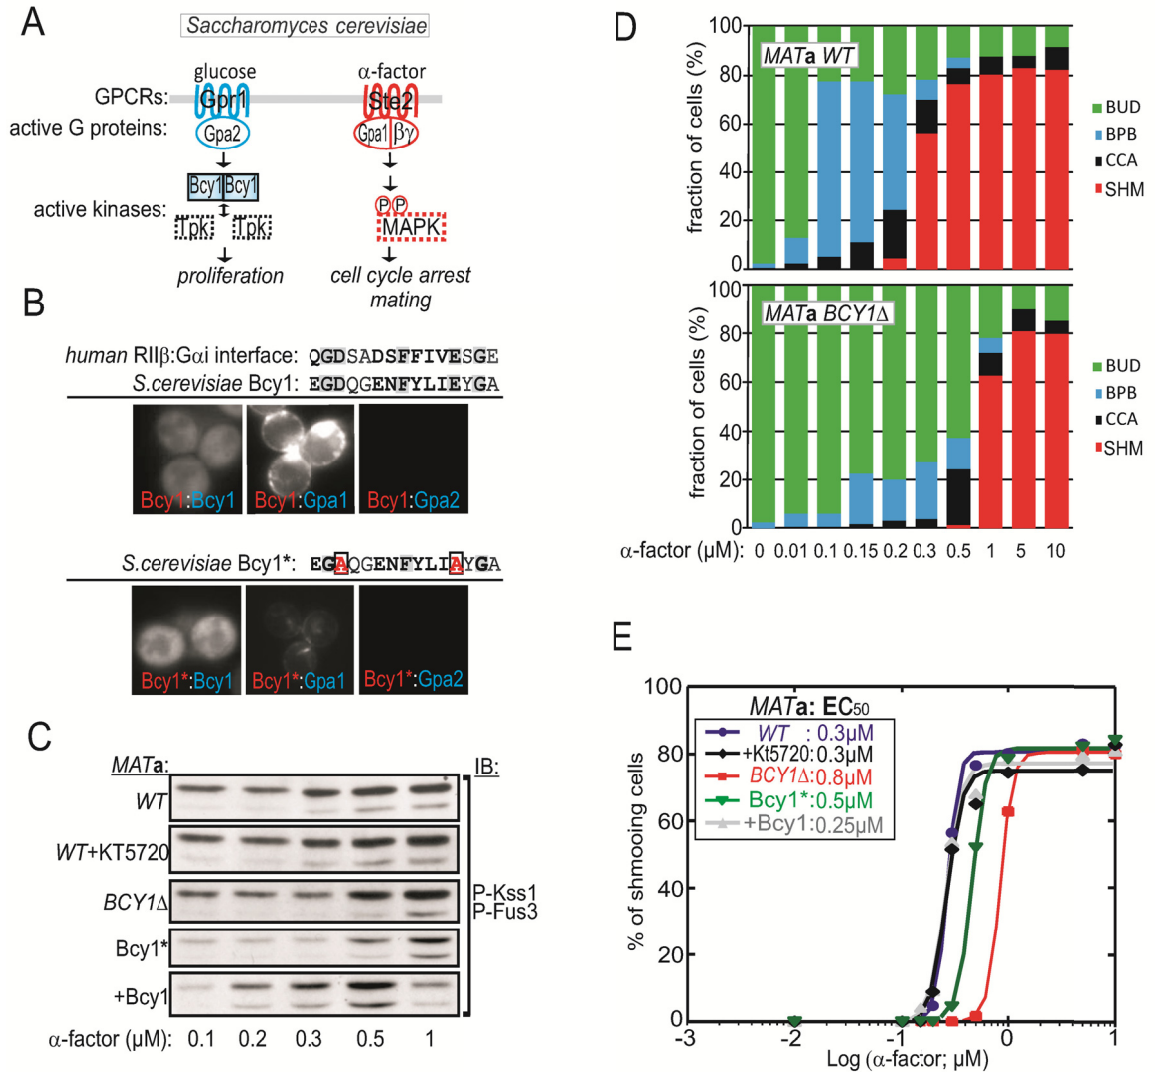 A
Saccharomyces cerevisiae
glucose
α-factor
GPCRs:
Gpr1
Ste2
active G proteins:
Gpa2
Gpa1 βγ
Bcy1 Bcy1
active kinases:
P P
Tpk Tpk
MAPK
proliferation
cell cycle arrest
mating
B
human RIIβ:Gαi interface: QGDSADSFFIVESGE
S.cerevisiae Bcy1: EGDQGENFYLIEYGA
Bcy1:Bcy1 Bcy1:Gpa1 Bcy1:Gpa2
S.cerevisiae Bcy1*: EGAQGENFYLIAYGA
Bcy1*:Bcy1 Bcy1*:Gpa1 Bcy1*:Gpa2
C
MATa:
IB:
WT
WT+KT5720
BCY1Δ
P-Kss1
P-Fus3
Bcy1*
+Bcy1
α-factor (μM): 0.1 0.2 0.3 0.5 1
D
fraction of cells (%)
100
80
60
40
20
0
MATa WT
BUD
BPB
CCA
SHM
fraction of cells (%)
100
80
60
40
20
0
MATa BCY1Δ
BUD
BPB
CCA
SHM
α-factor (μM): 0 0.01 0.1 0.15 0.2 0.3 0.5 1 5 10
E
% of shmooing cells
100
80
60
40
20
0
MATa: EC50
WT : 0.3μM
+Kt5720: 0.3μM
BCY1Δ: 0.8μM
Bcy1*: 0.5μM
+Bcy1: 0.25μM
-3 -2 -1 0 1
Log (α-factor; μM)